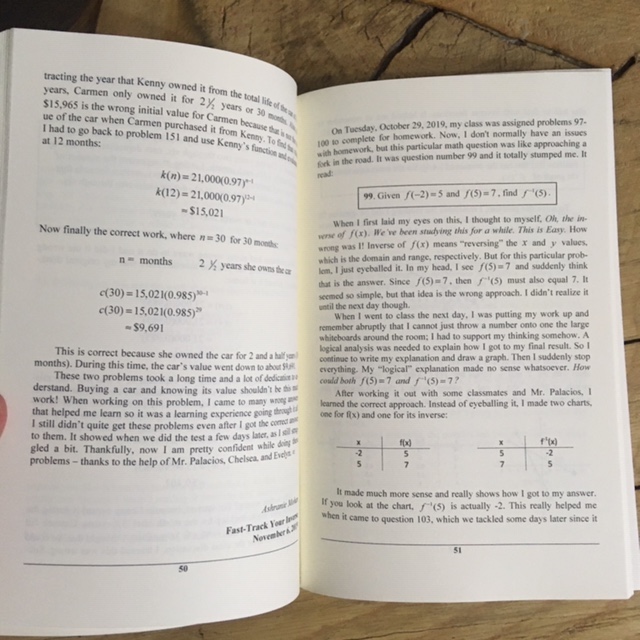 tracting the year that Kenny owned it from the total life of the car
years, Carmen only owned it for 2 ½ years or 30 months.
$15,965 is the wrong initial value for Carmen because that is not the
ue of the car when Carmen purchased it from Kenny. To find this
I had to go back to problem 151 and use Kenny's function and
at 12 months:
k(n) = 21,000(0.97)ⁿ⁻¹
k(12) = 21,000(0.97)¹²⁻¹
≈ $15,021
Now finally the correct work, where n = 30 for 30 months:
n = months 2 ½ years she owns the car
c(30) = 15,021(0.985)³⁰⁻¹
c(30) = 15,021(0.985)²⁹
≈ $9,691
This is correct because she owned the car for 2 and a half years
months). During this time, the car's value went down to about
These two problems took a long time and a lot of dedication to
derstand. Buying a car and knowing its value shouldn't be this
work! When working on this problem, I came to many wrong
that helped me learn so it was a learning experience going through
I still didn't quite get these problems even after I got the correct
to them. It showed when we did the test a few days later, as I still
gled a bit. Thankfully, now I am pretty confident while doing
problems – thanks to the help of Mr. Palacios, Chelsea, and Evelyn.
Ashranie
Fast-Track Your
November 6,
50
On Tuesday, October 29, 2019, my class was assigned problems 97-
100 to complete for homework. Now, I don't normally have an issues
with homework, but this particular math question was like approaching a
fork in the road. It was question number 99 and it totally stumped me. It
read:
99. Given f(−2) = 5 and f(5) = 7, find f⁻¹(5).
When I first laid my eyes on this, I thought to myself, Oh, the in-
verse of f(x). We've been studying this for a while. This is Easy. How
wrong was I! Inverse of f(x) means "reversing" the x and y values,
which is the domain and range, respectively. But for this particular prob-
lem, I just eyeballed it. In my head, I see f(5) = 7 and suddenly think
that is the answer. Since f(5) = 7, then f⁻¹(5) must also equal 7. It
seemed so simple, but that idea is the wrong approach. I didn't realize it
until the next day though.
When I went to class the next day, I was putting my work up and
remember abruptly that I cannot just throw a number onto one the large
whiteboards around the room; I had to support my thinking somehow. A
logical analysis was needed to explain how I got to my final result. So I
continue to write my explanation and draw a graph. Then I suddenly stop
everything. My "logical" explanation made no sense whatsoever. How
could both f(5) = 7 and f⁻¹(5) = 7?
After working it out with some classmates and Mr. Palacios, I
learned the correct approach. Instead of eyeballing it, I made two charts,
one for f(x) and one for its inverse:
x f(x) x f⁻¹(x)
-2 5 5 -2
5 7 7 5
It made much more sense and really shows how I got to my answer.
If you look at the chart, f⁻¹(5) is actually -2. This really helped me
when it came to question 103, which we tackled some days later since it
51